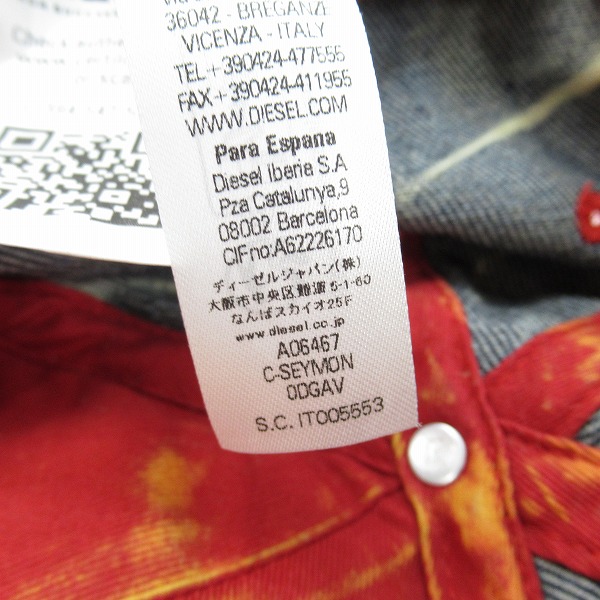 36042 - BREGANZE
VICENZA - ITALY
TEL+390424-477555
FAX+390424-411955
WWW.DIESEL.COM
Para Espana
Diesel Iberia S.A
Pza Catalunya,9
08002 Barcelona
CIFno.A62226170
ディーゼルジャパン(株)
大阪市中央区難波5-1-60
なんばスカイオ25F
www.diesel.co.jp
A06467
C-SEYMON
0DGAV
S.C. IT005553